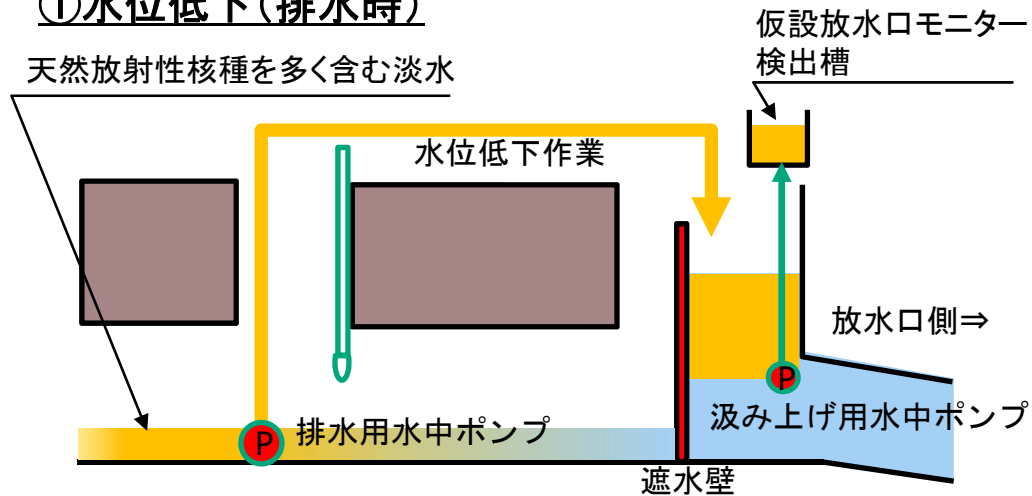 ①水位低下(排水時)
仮設放水口モニター
検出槽
天然放射性核種を多く含む淡水
水位低下作業
放水口側⇒
P
排水用水中ポンプ
P
汲み上げ用水中ポンプ
遮水壁